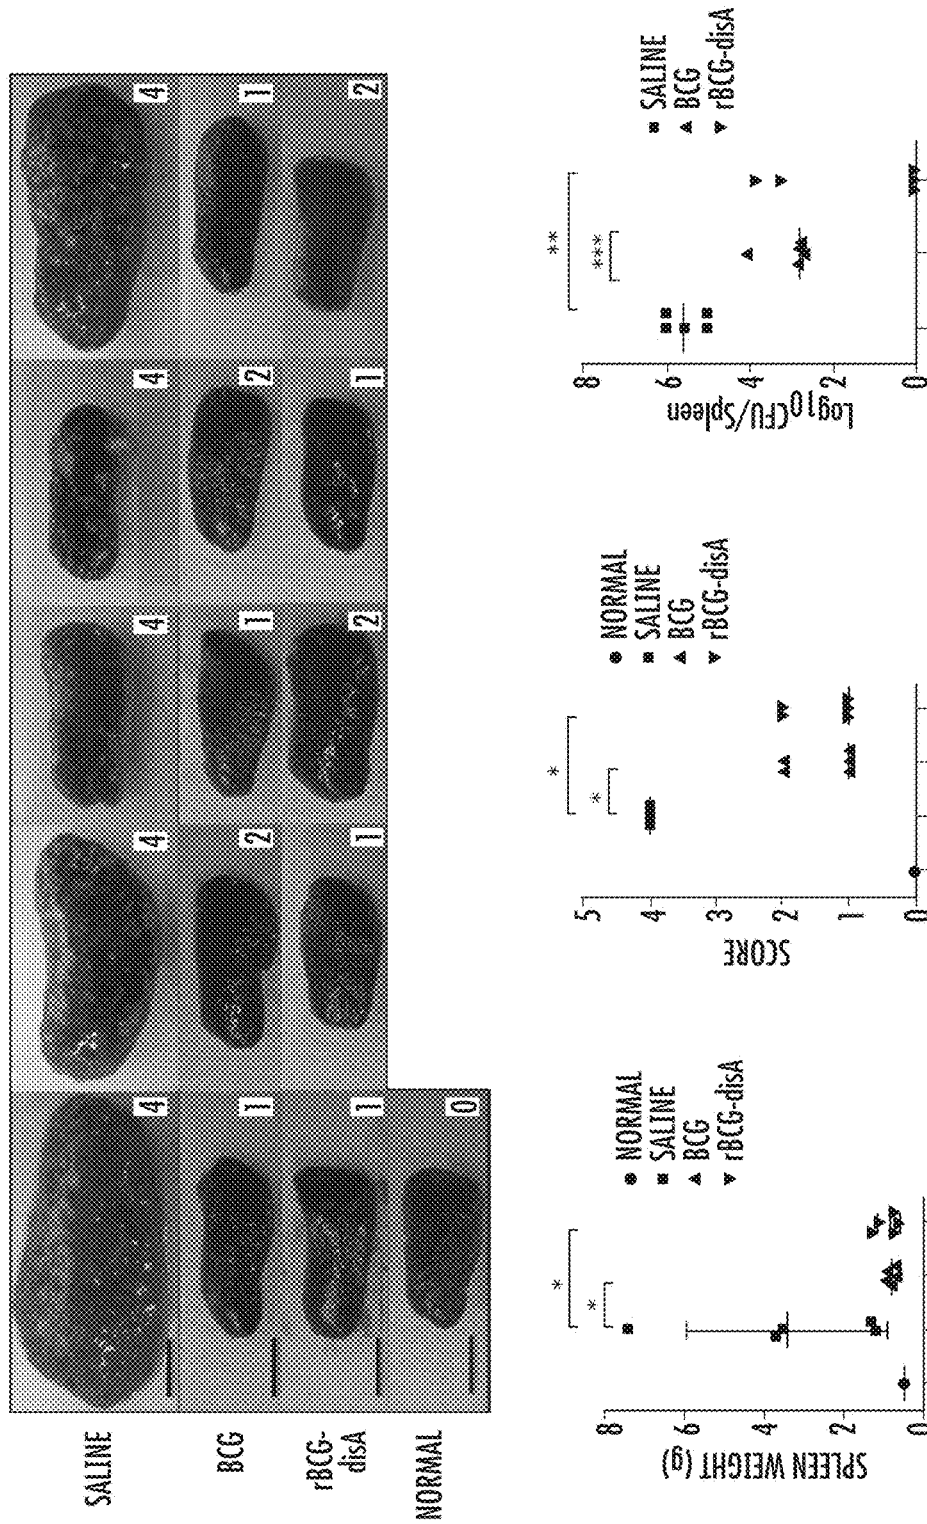 SALINE
4 4 4 4 4
BCG
1 2 1 2 1
rBCG-
disA
1 1 2 1 2
NORMAL
0
SPLEEN WEIGHT (g)
8
6
4
2
0
*
*
NORMAL
SALINE
BCG
rBCG-disA
SCORE
5
4
3
2
1
0
*
*
NORMAL
SALINE
BCG
rBCG-disA
Log10CFU/Spleen
8
6
4
2
0
**
***
SALINE
BCG
rBCG-disA